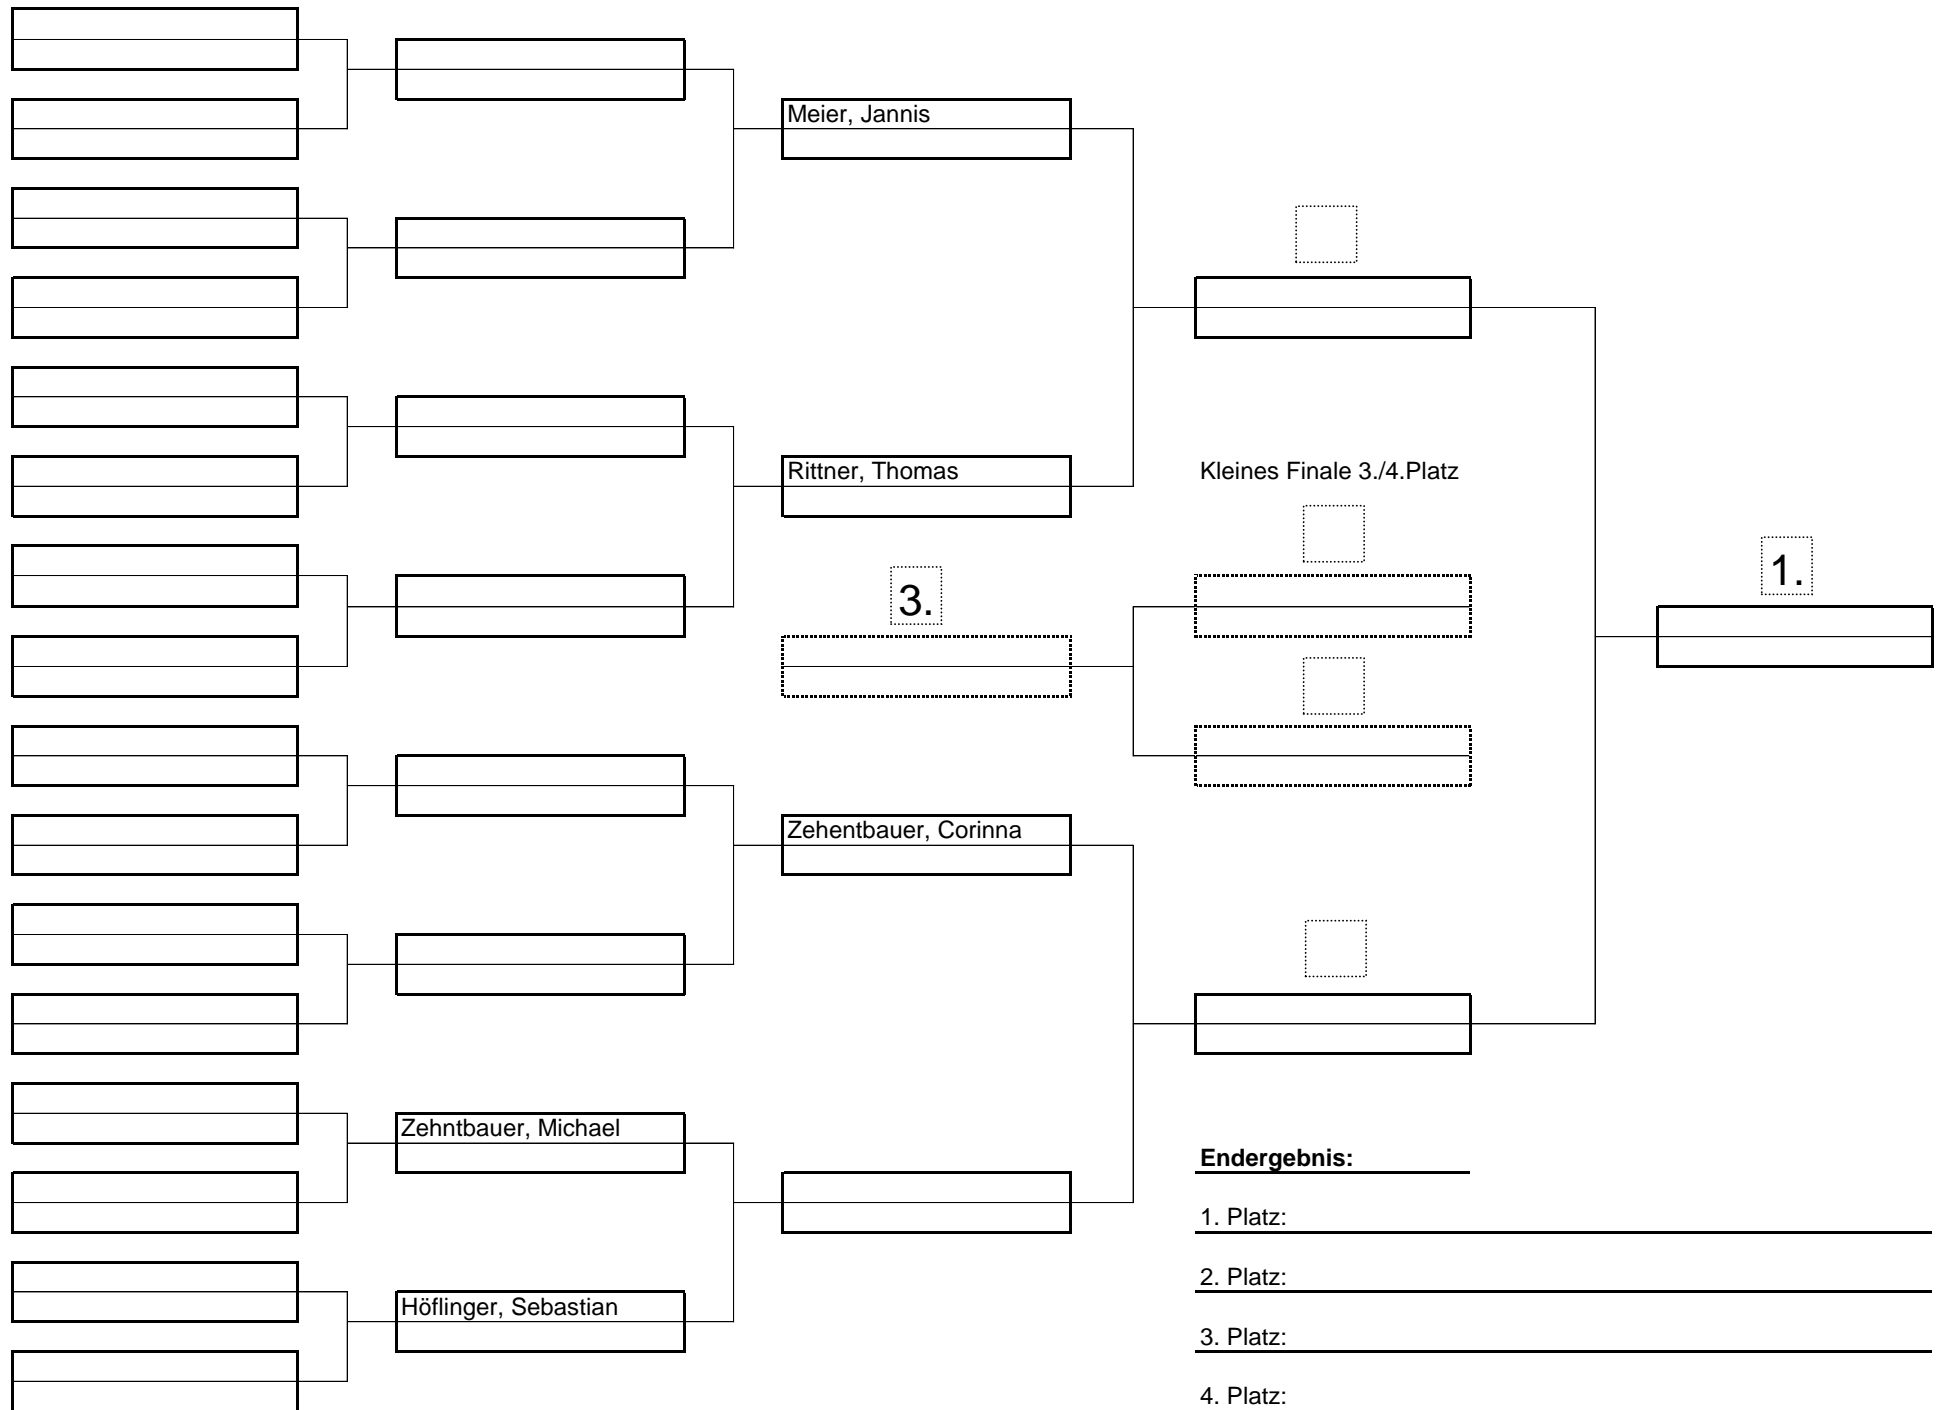 Meier, Jannis
Rittner, Thomas
Kleines Finale 3./4.Platz
1.
3.
Zehentbauer, Corinna
Zehntbauer, Michael
Endergebnis:
1. Platz:
2. Platz:
Höflinger, Sebastian
3. Platz:
4. Platz: